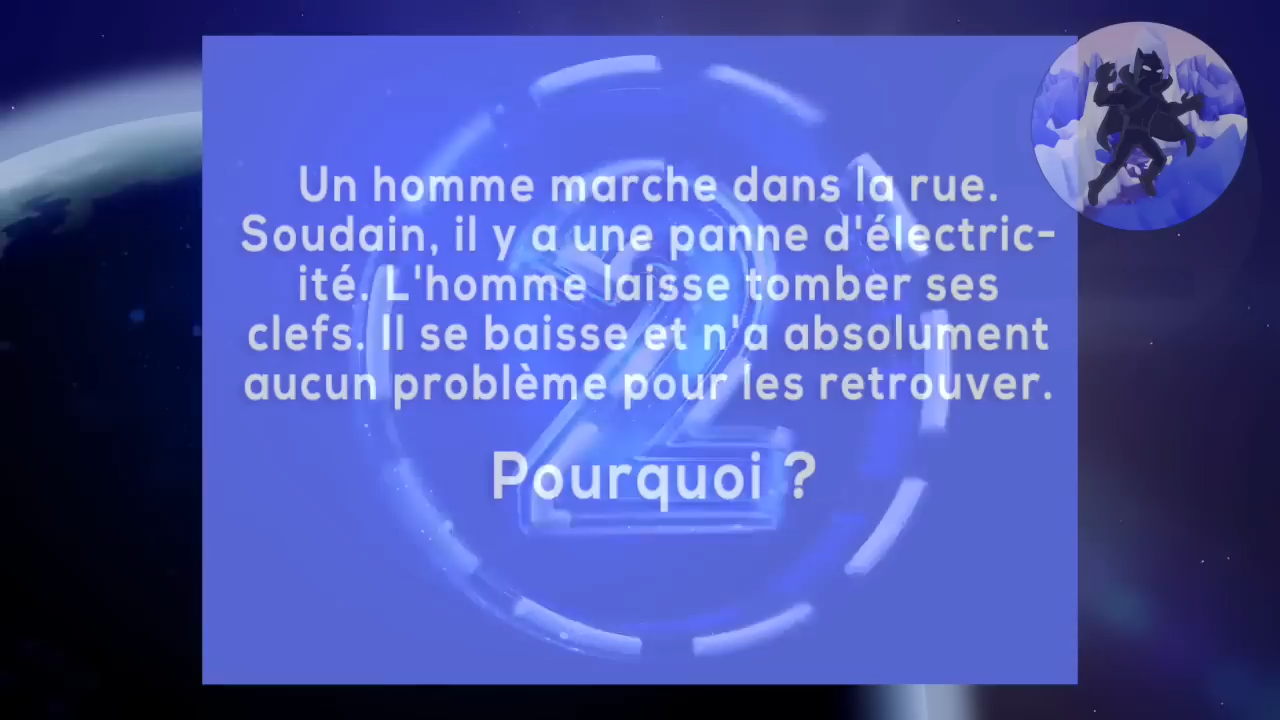 Un homme marche dans la rue.
Soudain, il y a une panne d'électric-
ité. L'homme laisse tomber ses
clefs. Il se baisse et n'a absolument
aucun problème pour les retrouver.
Pourquoi ?
2